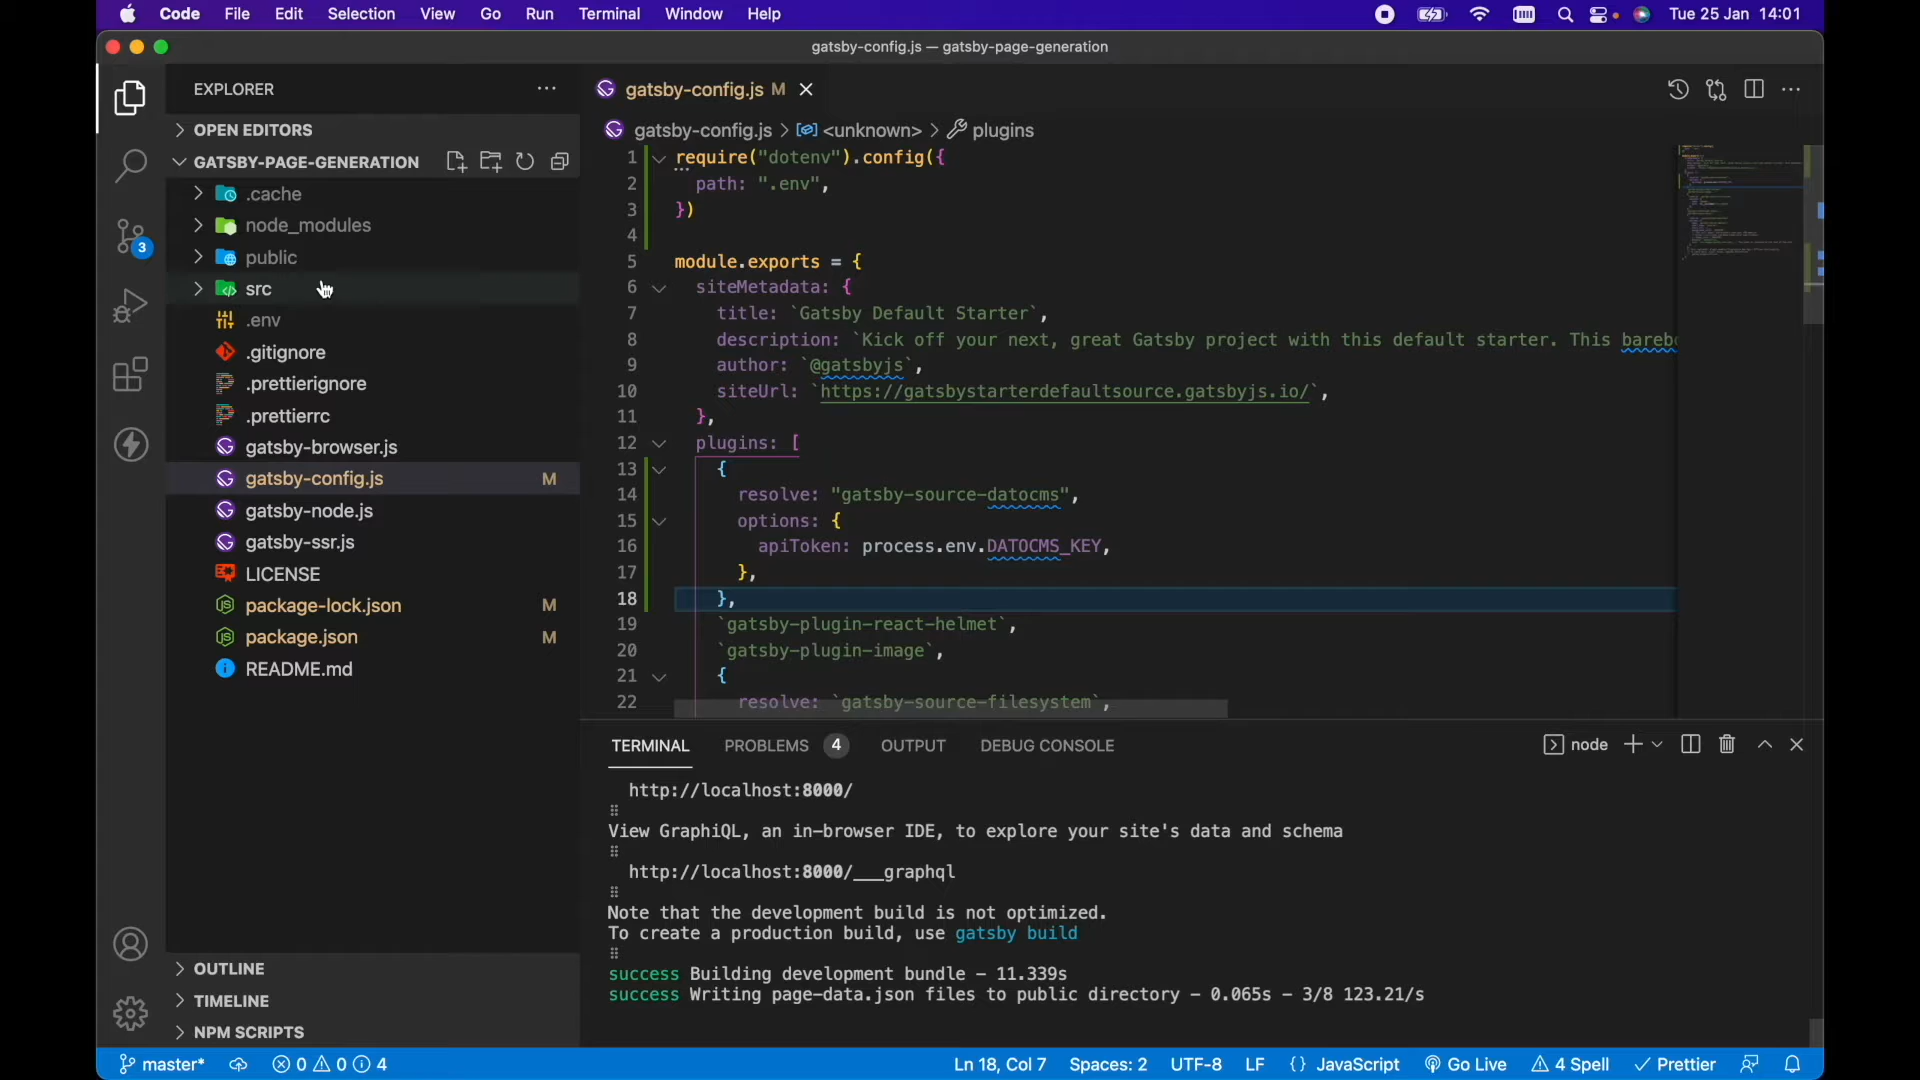 Code File Edit Selection View Go Run Terminal Window Help Tue 25 Jan 14:01
gatsby-config.js — gatsby-page-generation
EXPLORER
OPEN EDITORS
GATSBY-PAGE-GENERATION
.cache
node_modules
public
src
.env
.gitignore
.prettierignore
.prettierrc
gatsby-browser.js
gatsby-config.js M
gatsby-node.js
gatsby-ssr.js
LICENSE
package-lock.json M
package.json M
README.md
OUTLINE
TIMELINE
NPM SCRIPTS
3
gatsby-config.js M
gatsby-config.js > <unknown> > plugins
1 require("dotenv").config({
2 path: ".env",
3 })
4
5 module.exports = {
6 siteMetadata: {
7 title: `Gatsby Default Starter`,
8 description: `Kick off your next, great Gatsby project with this default starter. This barebo
9 author: `@gatsbyjs`,
10 siteUrl: `https://gatsbystarterdefaultsource.gatsbyjs.io/`,
11 },
12 plugins: [
13 {
14 resolve: "gatsby-source-datocms",
15 options: {
16 apiToken: process.env.DATOCMS_KEY,
17 },
18 },
19 `gatsby-plugin-react-helmet`,
20 `gatsby-plugin-image`,
21 {
22 resolve: `gatsby-source-filesystem`,
TERMINAL PROBLEMS 4 OUTPUT DEBUG CONSOLE node
http://localhost:8000/
View GraphiQL, an in-browser IDE, to explore your site's data and schema
http://localhost:8000/___graphql
Note that the development build is not optimized.
To create a production build, use gatsby build
success Building development bundle – 11.339s
success Writing page-data.json files to public directory – 0.065s – 3/8 123.21/s
master* 0 0 4 Ln 18, Col 7 Spaces: 2 UTF-8 LF {} JavaScript Go Live 4 Spell Prettier